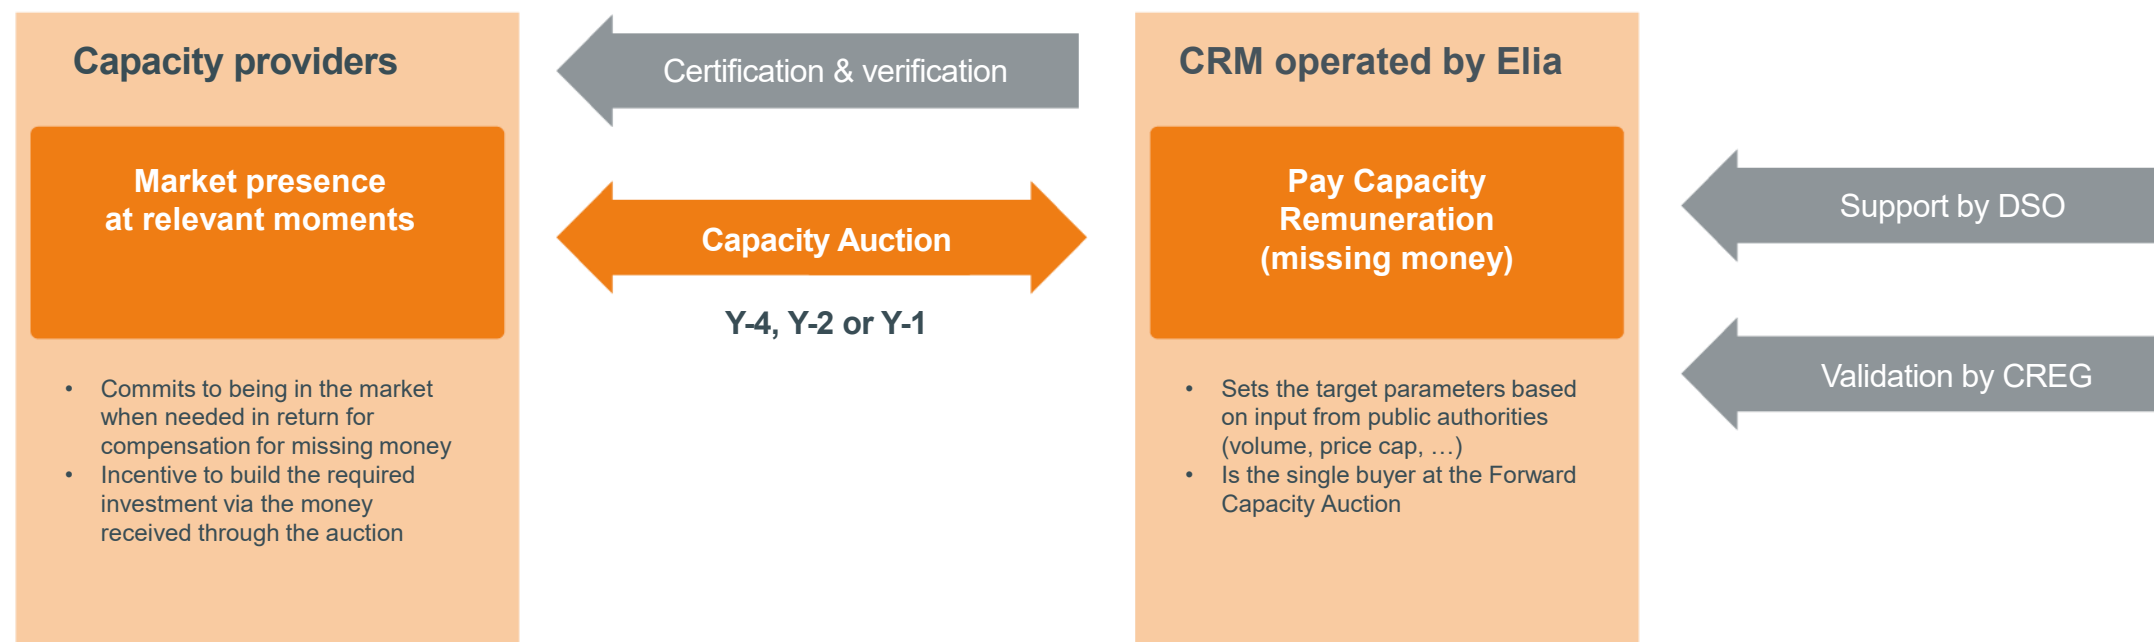 Capacity providers
Market presence
at relevant moments
• Commits to being in the market
when needed in return for
compensation for missing money
• Incentive to build the required
investment via the money
received through the auction
Certification & verification
Capacity Auction
Y-4, Y-2 or Y-1
CRM operated by Elia
Pay Capacity
Remuneration
(missing money)
• Sets the target parameters based
on input from public authorities
(volume, price cap, …)
• Is the single buyer at the Forward
Capacity Auction
Support by DSO
Validation by CREG